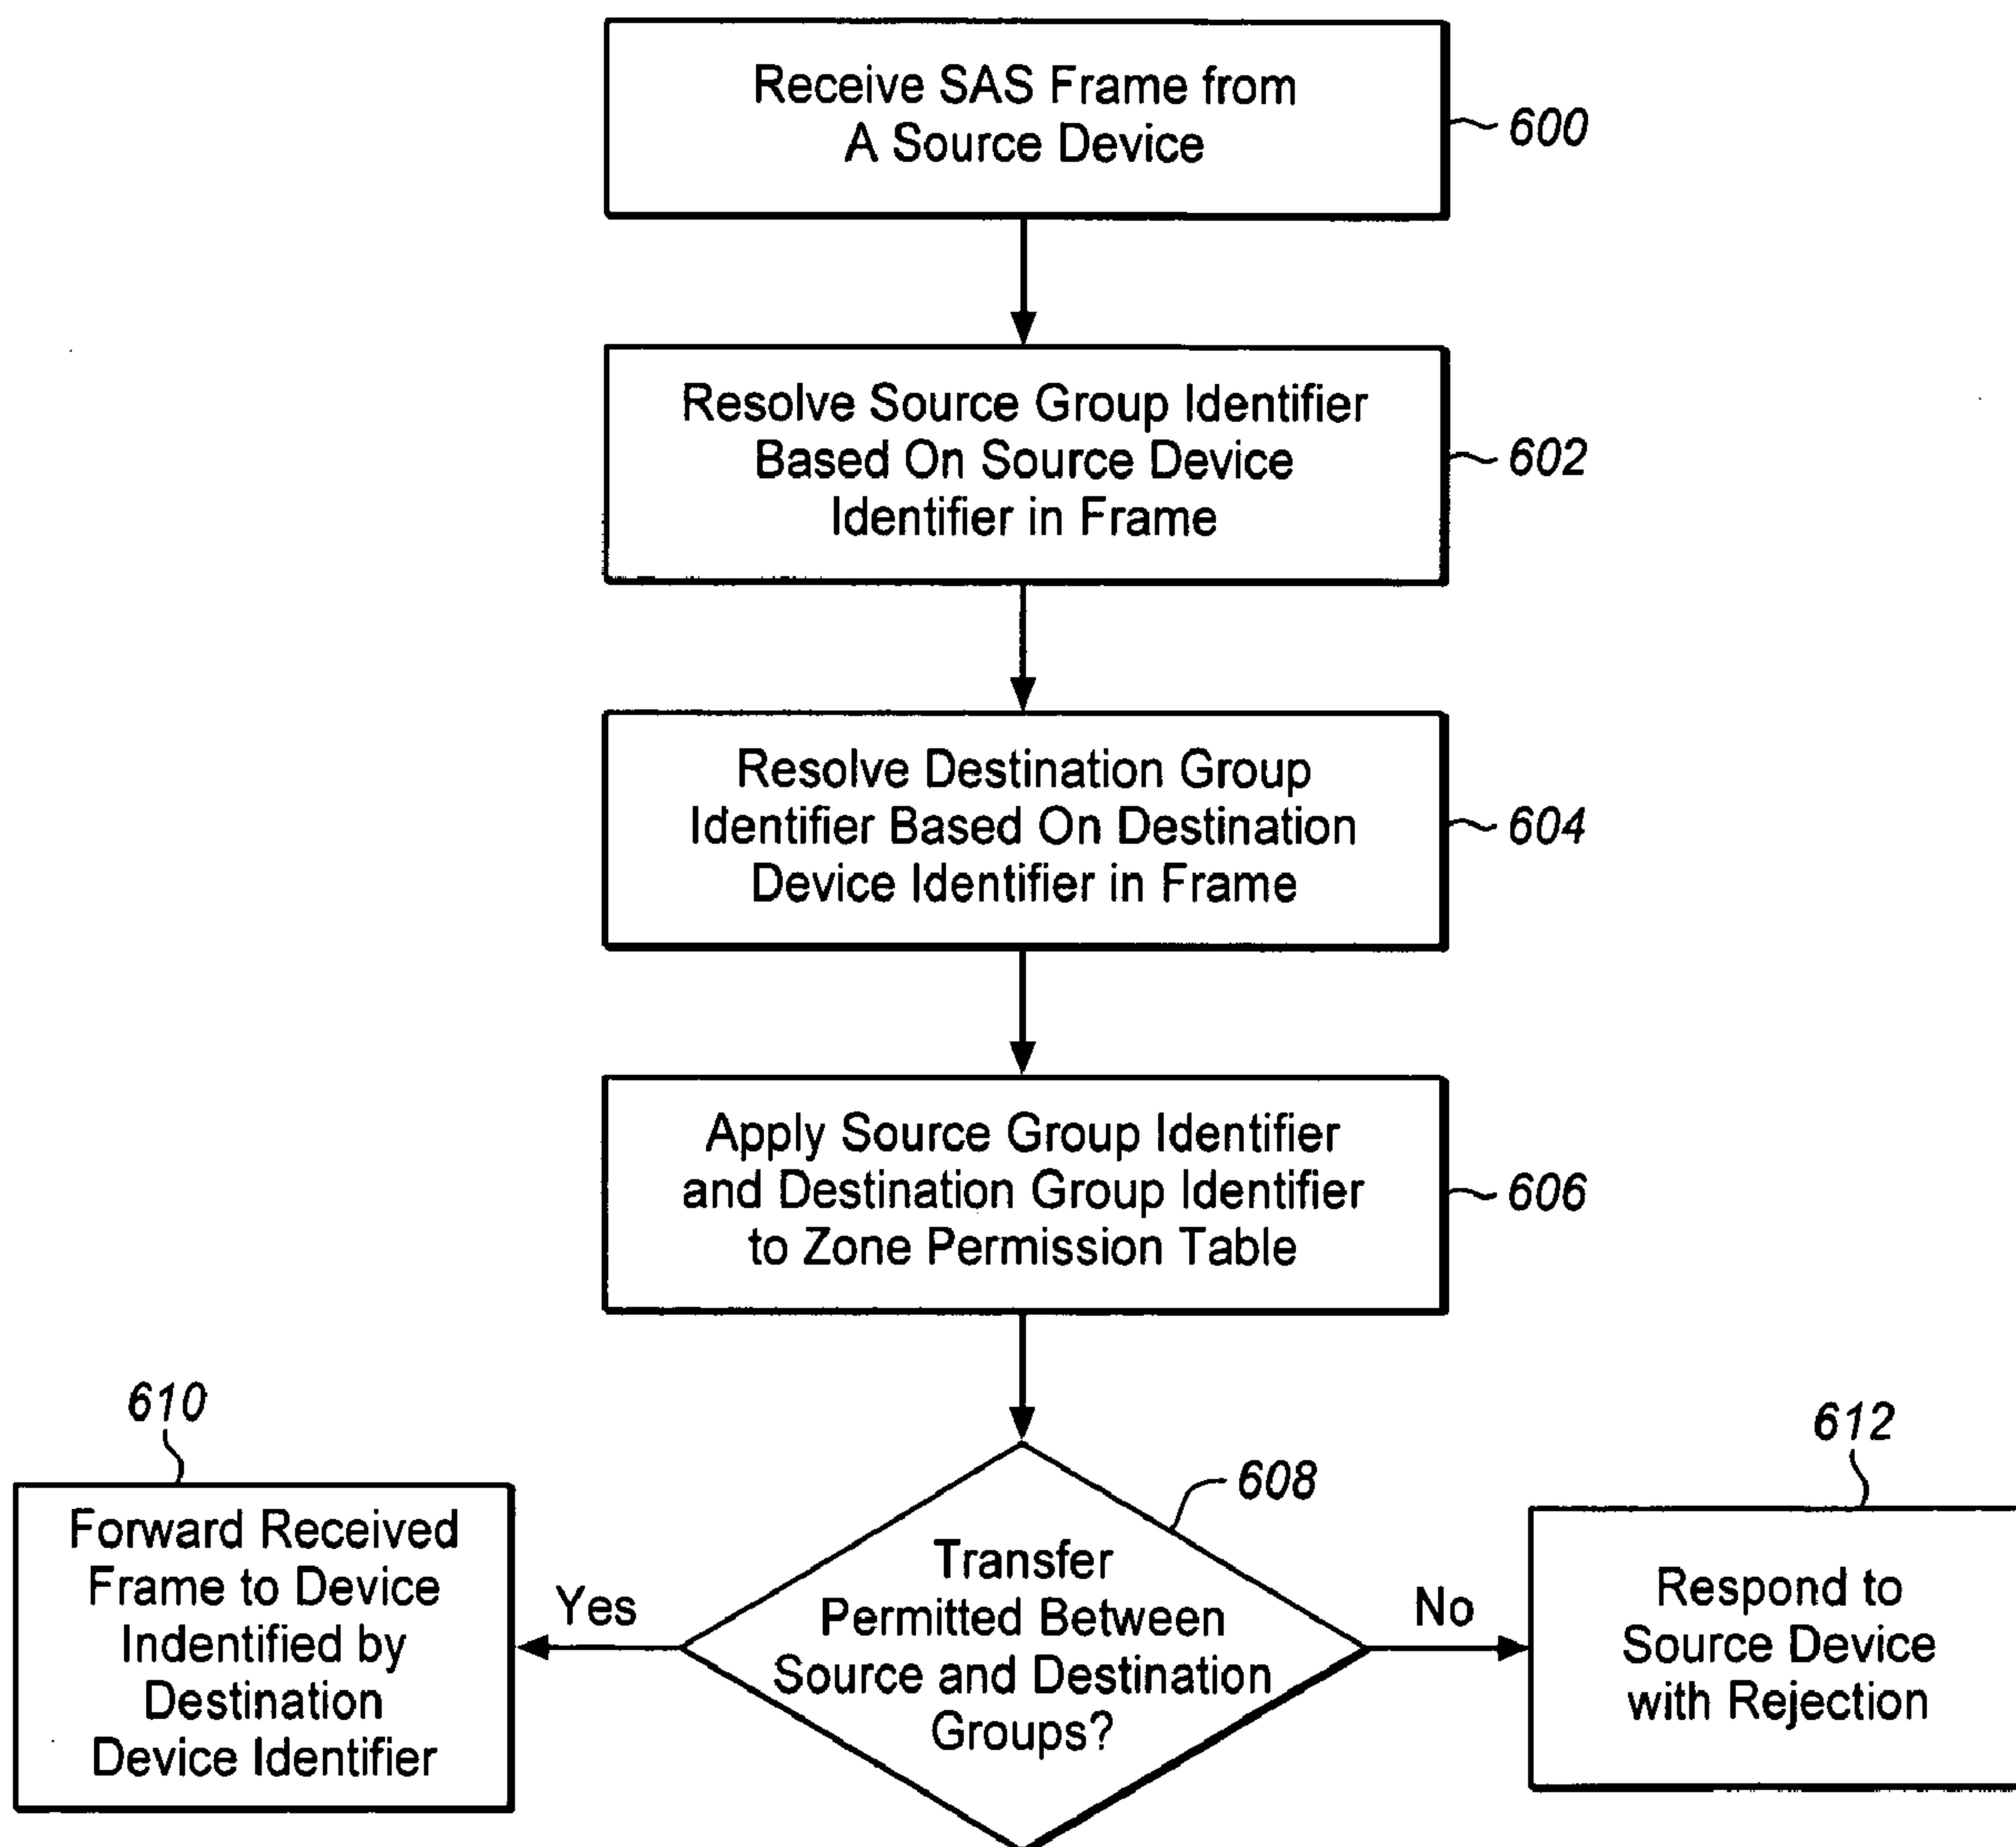 Receive SAS Frame from
A Source Device
600
Resolve Source Group Identifier
Based On Source Device
Identifier in Frame
602
Resolve Destination Group
Identifier Based On Destination
Device Identifier in Frame
604
Apply Source Group Identifier
and Destination Group Identifier
to Zone Permission Table
606
610
Forward Received
Frame to Device
Indentified by
Destination
Device Identifier
Yes
608
Transfer
Permitted Between
Source and Destination
Groups?
No
612
Respond to
Source Device
with Rejection